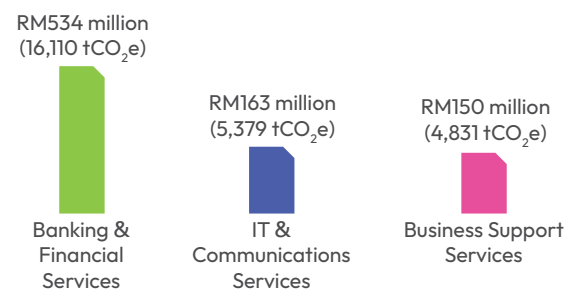 RM534 million
(16,110 tCO₂e)
Banking &
Financial
Services
RM163 million
(5,379 tCO₂e)
IT &
Communications
Services
RM150 million
(4,831 tCO₂e)
Business Support
Services